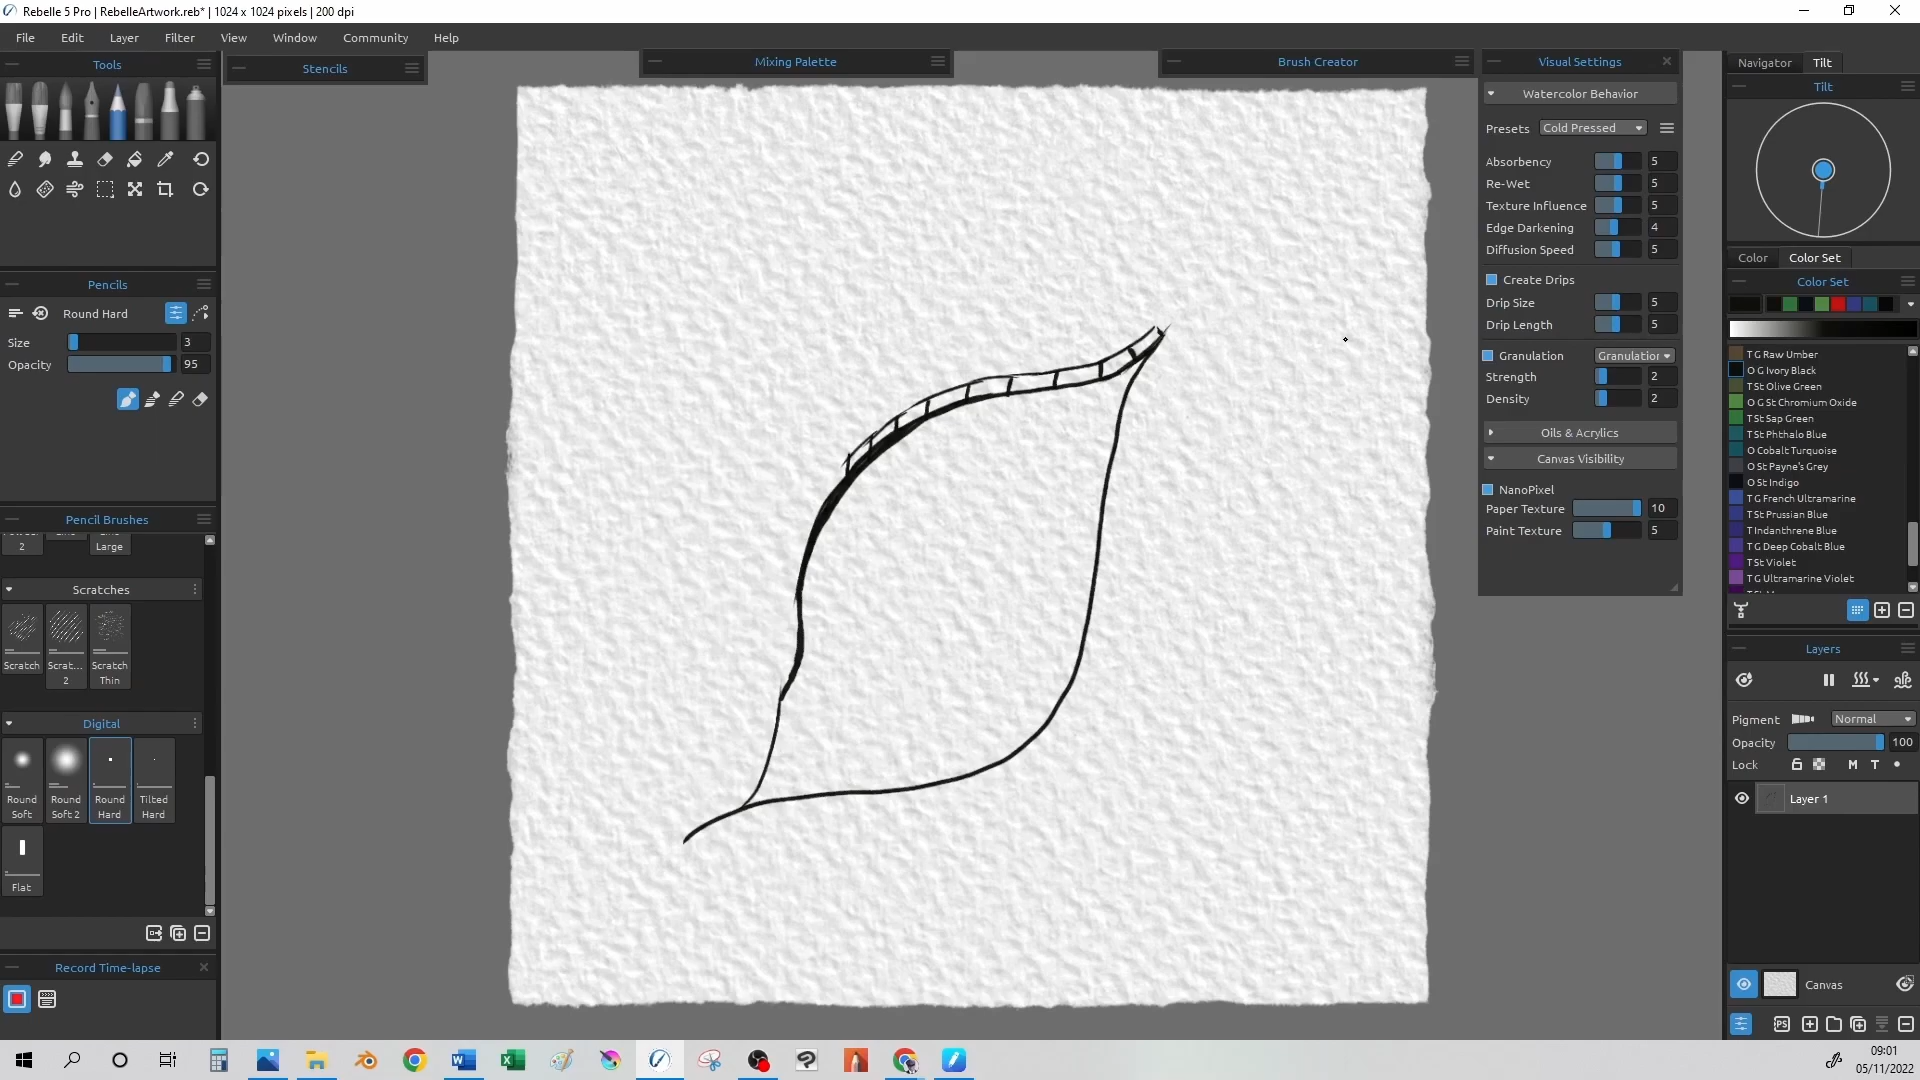 Rebelle 5 Pro | RebelleArtwork.reb* | 1024 x 1024 pixels | 200 dpi
File Edit Layer Filter View Window Community Help
Tools
Stencils
Mixing Palette
Brush Creator
Visual Settings
Navigator Tilt
Tilt
Watercolor Behavior
Presets Cold Pressed
Absorbency 5
Re-Wet 5
Texture Influence 5
Edge Darkening 4
Diffusion Speed 5
Create Drips
Drip Size 5
Drip Length 5
Granulation Granulation
Strength 2
Density 2
Oils & Acrylics
Canvas Visibility
NanoPixel
Paper Texture 10
Paint Texture 5
Pencils
Round Hard
Size 3
Opacity 95
Pencil Brushes
2
Large
Scratches
Scratch
Scrat... 2
Scratch Thin
Digital
Round Soft
Round Soft 2
Round Hard
Tilted Hard
Flat
Record Time-lapse
Color Color Set
Color Set
T G Raw Umber
O G Ivory Black
T St Olive Green
O G St Chromium Oxide
T St Sap Green
T St Phthalo Blue
O Cobalt Turquoise
O St Payne's Grey
O St Indigo
T G French Ultramarine
T St Prussian Blue
T Indanthrene Blue
T G Deep Cobalt Blue
T St Violet
T G Ultramarine Violet
Layers
Pigment Normal
Opacity 100
Lock M T
Layer 1
Canvas
PS
09:01
05/11/2022